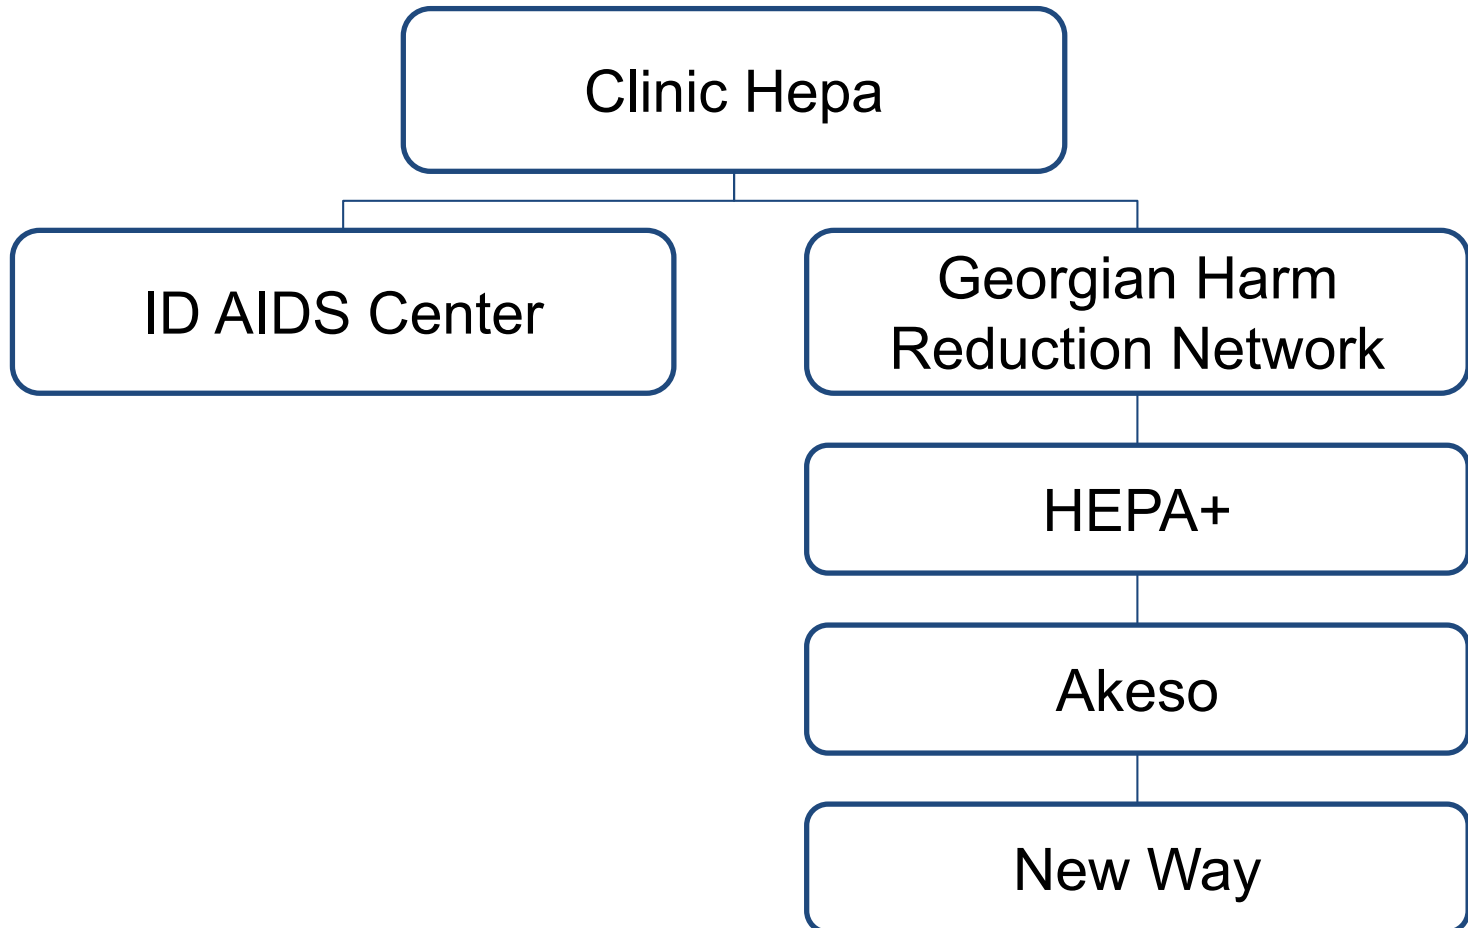 Clinic Hepa
ID AIDS Center
Georgian Harm
Reduction Network
HEPA+
Akeso
New Way